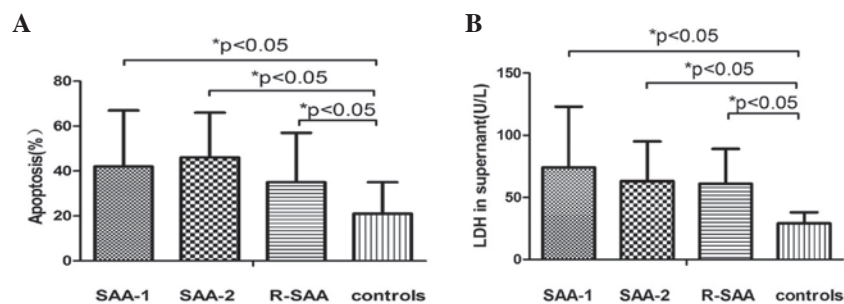 A
*p<0.05
*p<0.05
*p<0.05
80
60
40
20
0
Apoptosis(%)
SAA-1 SAA-2 R-SAA controls
B
*p<0.05
*p<0.05
*p<0.05
150
100
50
0
LDH in supernant(U/L)
SAA-1 SAA-2 R-SAA controls